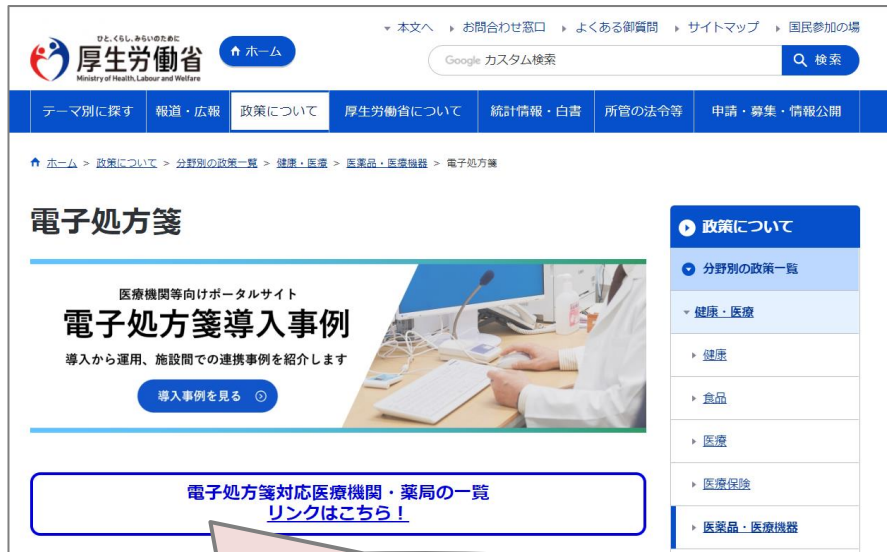 本文へ お問合わせ窓口 よくある御質問 サイトマップ 国民参加の場
ひと、くらし、みらいのために
厚生労働省
Ministry of Health, Labour and Welfare
ホーム
Google カスタム検索
検索
テーマ別に探す 報道・広報 政策について 厚生労働省について 統計情報・白書 所管の法令等 申請・募集・情報公開
ホーム > 政策について > 分野別の政策一覧 > 健康・医療 > 医薬品・医療機器 > 電子処方箋
電子処方箋
医療機関等向けポータルサイト
電子処方箋導入事例
導入から運用、施設間での連携事例を紹介します
導入事例を見る
電子処方箋対応医療機関・薬局の一覧
リンクはこちら!
政策について
分野別の政策一覧
健康・医療
健康
食品
医療
医療保険
医薬品・医療機器